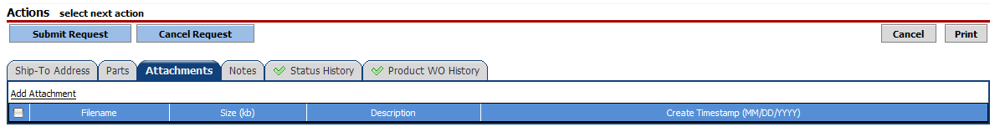 Actions select next action
Submit Request Cancel Request Cancel Print
Ship-To Address Parts Attachments Notes Status History Product WO History
Add Attachment
Filename Size (kb) Description Create Timestamp (MM/DD/YYYY)